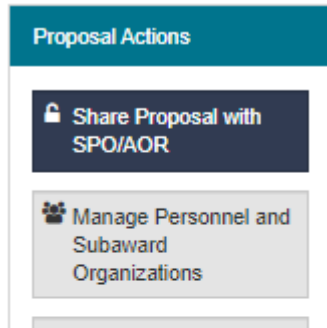 Proposal Actions
Share Proposal with
SPO/AOR
Manage Personnel and
Subaward
Organizations